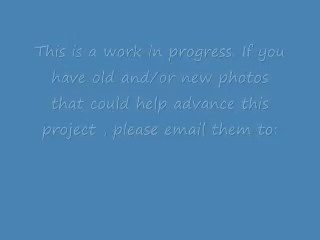 This is a work in progress. If you
have old and/or new photos
that could help advance this
project , please email them to: